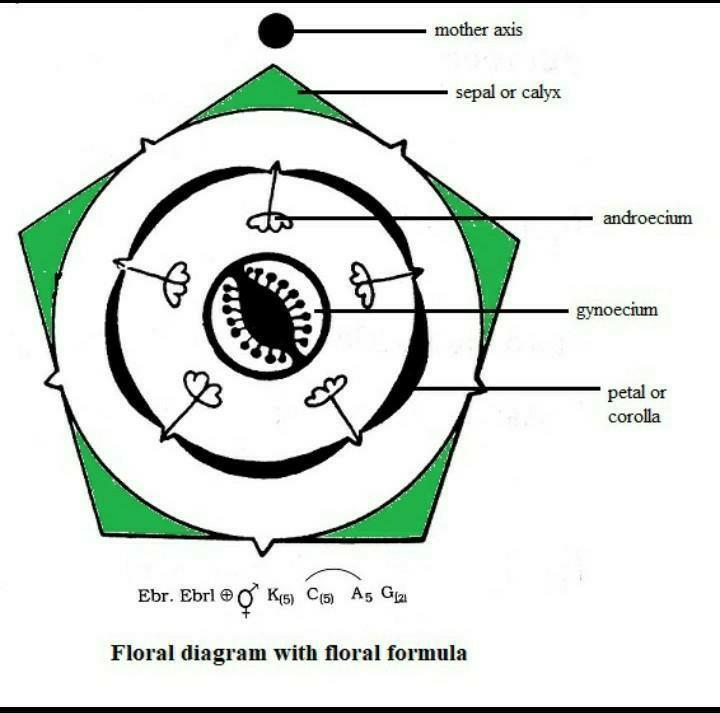 mother axis
sepal or calyx
androecium
gynoecium
petal or
corolla
Ebr. Ebrl ⊕ ⚥ K(5) C(5) A5 G(2)
Floral diagram with floral formula